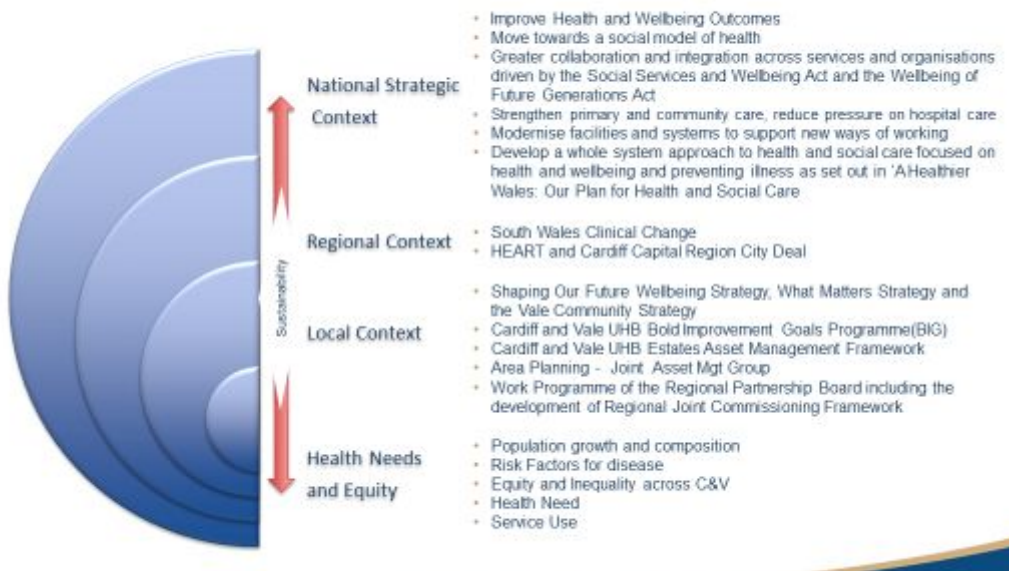 National Strategic
Context
• Improve Health and Wellbeing Outcomes
• Move towards a social model of health
• Greater collaboration and integration across services and organisations
driven by the Social Services and Wellbeing Act and the Wellbeing of
Future Generations Act
• Strengthen primary and community care, reduce pressure on hospital care
• Modernise facilities and systems to support new ways of working
• Develop a whole system approach to health and social care focused on
health and wellbeing and preventing illness as set out in 'A Healthier
Wales: Our Plan for Health and Social Care
Regional Context
• South Wales Clinical Change
• HEART and Cardiff Capital Region City Deal
Sustainability
Local Context
• Shaping Our Future Wellbeing Strategy, What Matters Strategy and
the Vale Community Strategy
• Cardiff and Vale UHB Bold Improvement Goals Programme(BIG)
• Cardiff and Vale UHB Estates Asset Management Framework
• Area Planning - Joint Asset Mgt Group
• Work Programme of the Regional Partnership Board including the
development of Regional Joint Commissioning Framework
Health Needs
and Equity
• Population growth and composition
• Risk Factors for disease
• Equity and Inequality across C&V
• Health Need
• Service Use